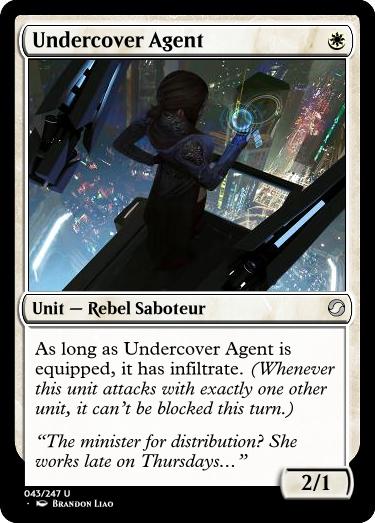 Undercover Agent
Unit — Rebel Saboteur
As long as Undercover Agent is
equipped, it has infiltrate. (Whenever
this unit attacks with exactly one other
unit, it can't be blocked this turn.)
“The minister for distribution? She
works late on Thursdays…”
2/1
043/247 U
· Brandon Liao